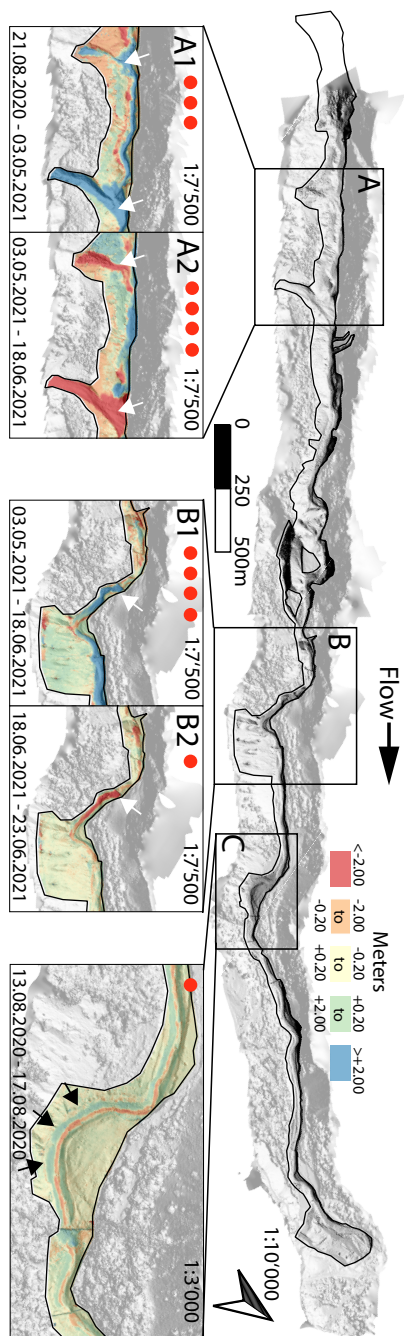 A
B
C
Flow
0
250
500m
Meters
<-2.00
-2.00 to -0.20
-0.20 to +0.20
+0.20 to +2.00
>+2.00
1:10'000
A1
1:7'500
21.08.2020 - 03.05.2021
A2
1:7'500
03.05.2021 - 18.06.2021
B1
1:7'500
03.05.2021 - 18.06.2021
B2
1:7'500
18.06.2021 - 23.06.2021
1:3'000
13.08.2020 - 17.08.2020